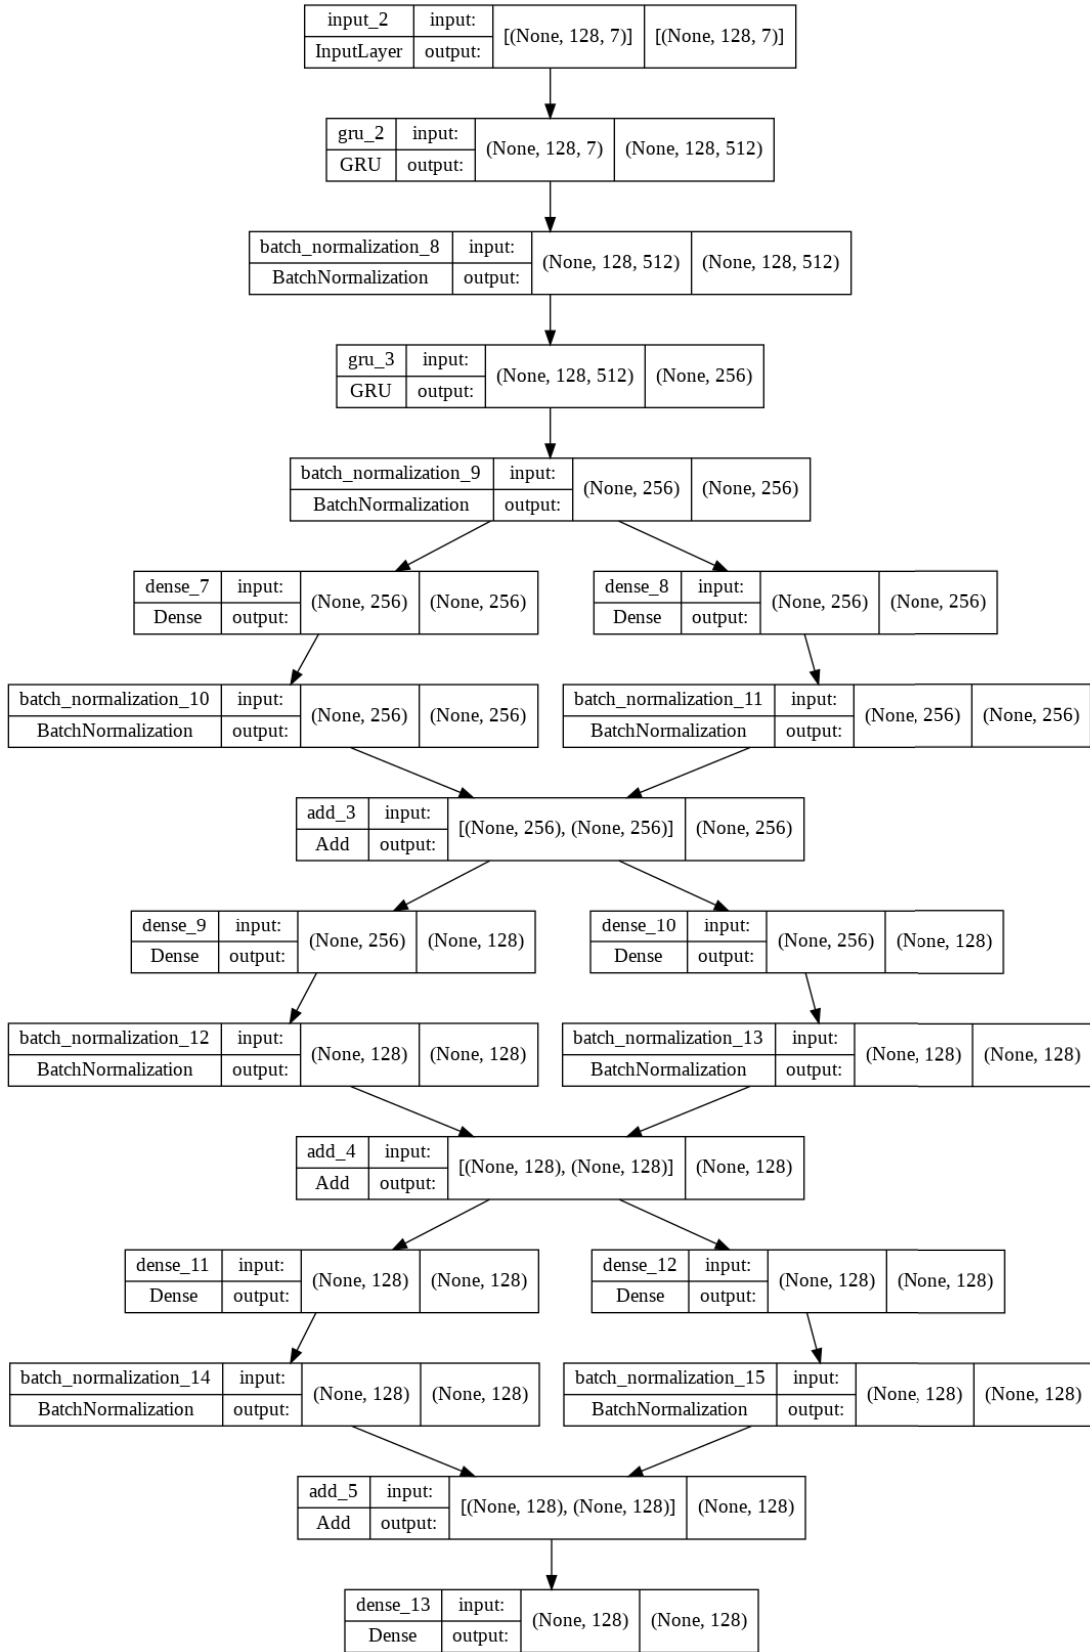 input_2 input: [(None, 128, 7)] [(None, 128, 7)]
InputLayer output:
gru_2 input: (None, 128, 7) (None, 128, 512)
GRU output:
batch_normalization_8 input: (None, 128, 512) (None, 128, 512)
BatchNormalization output:
gru_3 input: (None, 128, 512) (None, 256)
GRU output:
batch_normalization_9 input: (None, 256) (None, 256)
BatchNormalization output:
dense_7 input: (None, 256) (None, 256)
Dense output:
dense_8 input: (None, 256) (None, 256)
Dense output:
batch_normalization_10 input: (None, 256) (None, 256)
BatchNormalization output:
batch_normalization_11 input: (None, 256) (None, 256)
BatchNormalization output:
add_3 input: [(None, 256), (None, 256)] (None, 256)
Add output:
dense_9 input: (None, 256) (None, 128)
Dense output:
dense_10 input: (None, 256) (None, 128)
Dense output:
batch_normalization_12 input: (None, 128) (None, 128)
BatchNormalization output:
batch_normalization_13 input: (None, 128) (None, 128)
BatchNormalization output:
add_4 input: [(None, 128), (None, 128)] (None, 128)
Add output:
dense_11 input: (None, 128) (None, 128)
Dense output:
dense_12 input: (None, 128) (None, 128)
Dense output:
batch_normalization_14 input: (None, 128) (None, 128)
BatchNormalization output:
batch_normalization_15 input: (None, 128) (None, 128)
BatchNormalization output:
add_5 input: [(None, 128), (None, 128)] (None, 128)
Add output:
dense_13 input: (None, 128) (None, 128)
Dense output: